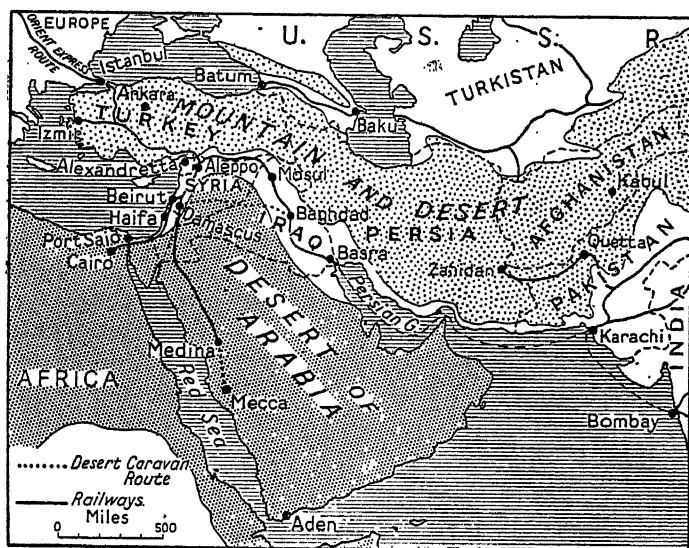 EUROPE
ORIENT EXPRESS
ROUTE
U. S. S. R.
Istanbul
Batum
TURKISTAN
Ankara
Baku
Izmir
TURKEY
MOUNTAIN AND DESERT
Alexandretta
Aleppo
Mosul
AFGHANISTAN
Kabul
SYRIA
Beirut
Haifa
Damascus
Baghdad
PERSIA
IRAQ
Quetta
Port Said
Cairo
Basra
Zahidan
PAKISTAN
Persian G.
DESERT OF
ARABIA
INDIA
Karachi
Medina
AFRICA
Red Sea
Mecca
Bombay
Desert Caravan
Route
Railways.
Miles
0 500
Aden